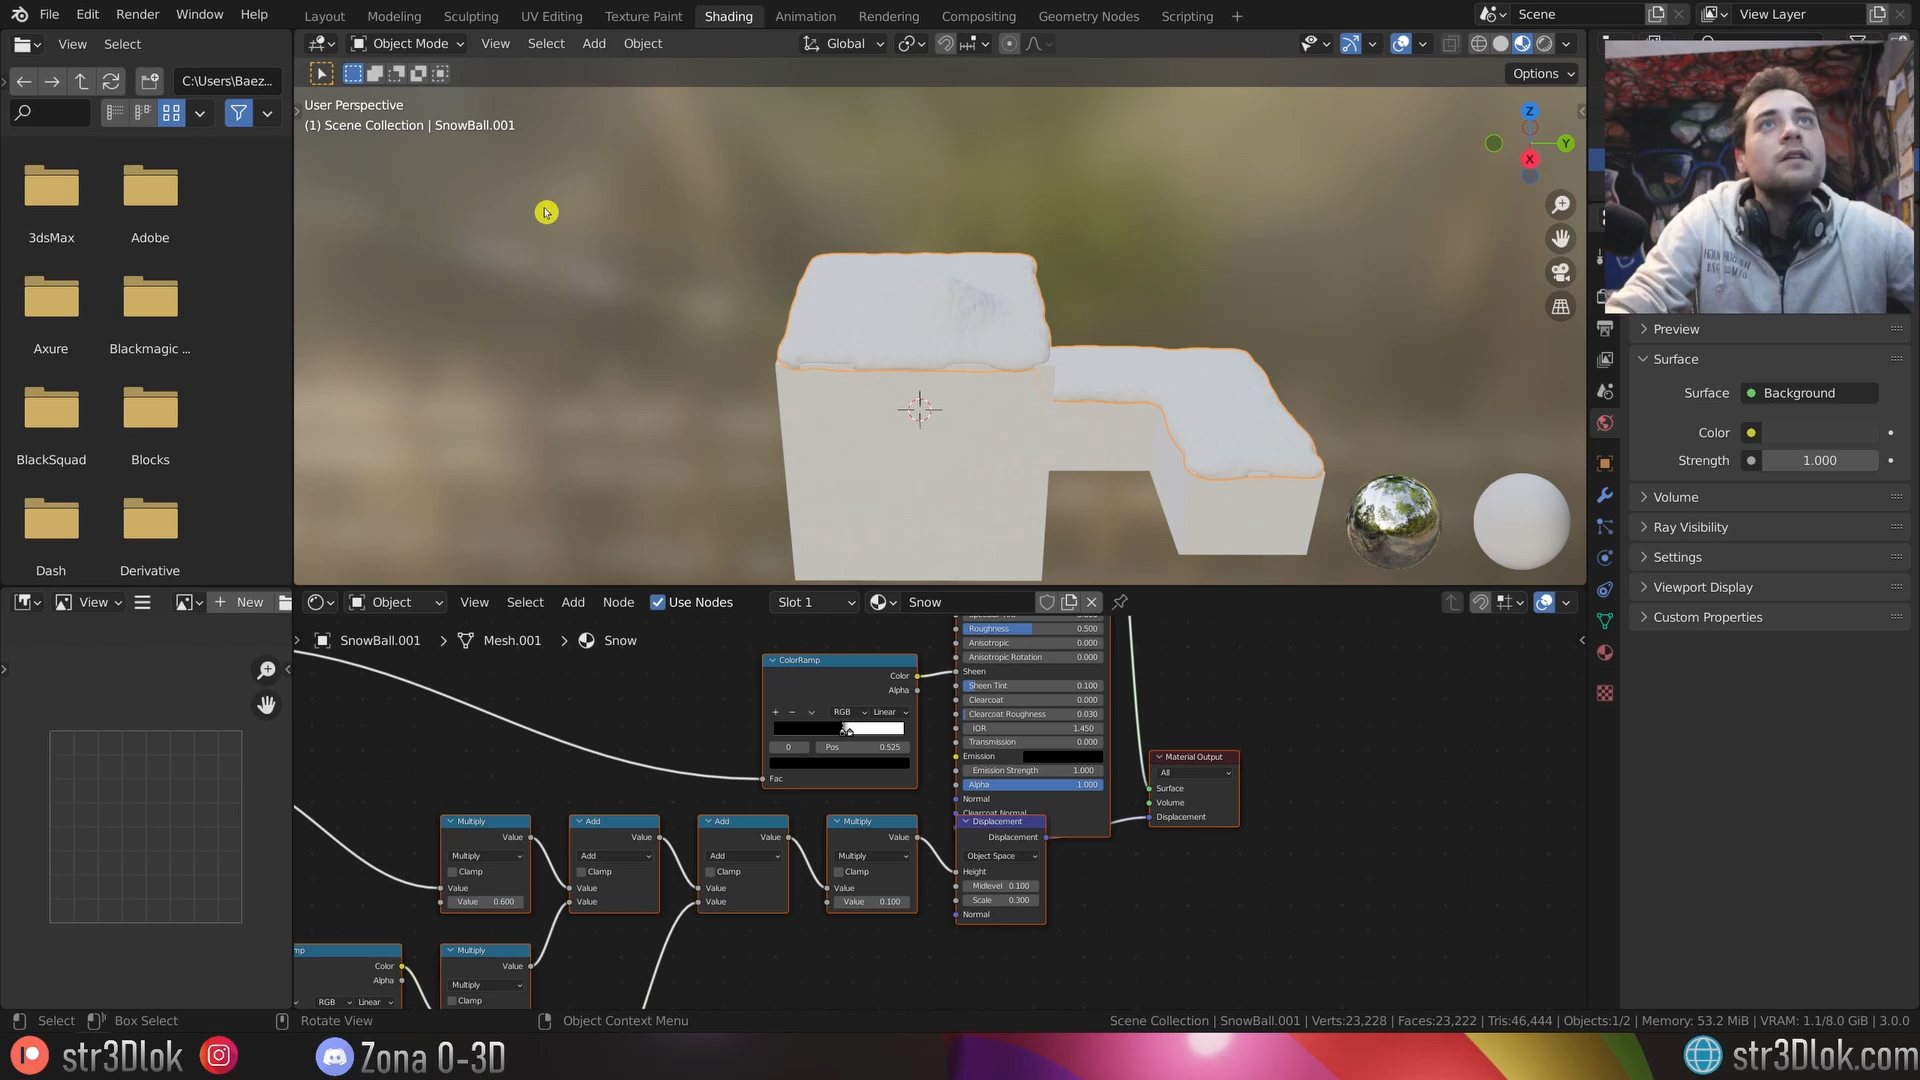 File Edit Render Window Help
Layout Modeling Sculpting UV Editing Texture Paint Shading Animation Rendering Compositing Geometry Nodes Scripting +
Scene
View Layer
View Select
Object Mode View Select Add Object
Global
C:\Users\Baez...
Options
User Perspective
(1) Scene Collection | SnowBall.001
Z
Y
X
3dsMax Adobe
Axure Blackmagic ...
BlackSquad Blocks
Dash Derivative
Preview
Surface
Surface Background
Color
Strength 1.000
Volume
Ray Visibility
Settings
Viewport Display
Custom Properties
View
+ New
Object View Select Add Node Use Nodes Slot 1 Snow
SnowBall.001 > Mesh.001 > Snow
ColorRamp
Color
Alpha
+ − RGB Linear
0 Pos 0.525
Fac
Roughness 0.500
Anisotropic 0.000
Anisotropic Rotation 0.000
Sheen
Sheen Tint 0.100
Clearcoat 0.000
Clearcoat Roughness 0.030
IOR 1.450
Transmission 0.000
Emission
Emission Strength 1.000
Alpha 1.000
Normal
Clearcoat Normal
Material Output
All
Surface
Volume
Displacement
Multiply
Value
Multiply
Clamp
Value
Value 0.600
Add
Value
Add
Clamp
Value
Value
Add
Value
Add
Clamp
Value
Value
Multiply
Value
Multiply
Clamp
Value
Value 0.100
Displacement
Displacement
Object Space
Height
Midlevel 0.100
Scale 0.300
Normal
mp
Color
Alpha
RGB Linear
Multiply
Value
Multiply
Clamp
Select Box Select Rotate View Object Context Menu
Scene Collection | SnowBall.001 | Verts:23,228 | Faces:23,222 | Tris:46,444 | Objects:1/2 | Memory: 53.2 MiB | VRAM: 1.1/8.0 GiB | 3.0.0
str3Dlok
Zona 0-3D
str3Dlok.com